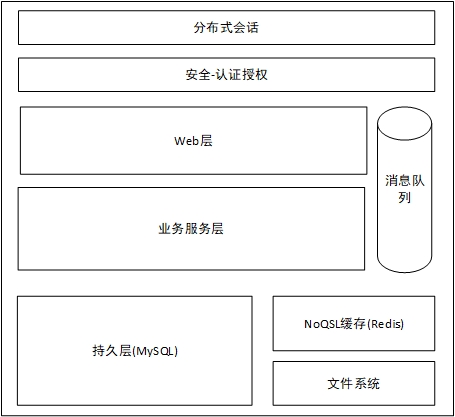 分布式会话
安全-认证授权
Web层
消息队
列
业务服务层
持久层(MySQL)
NoQSL缓存(Redis)
文件系统